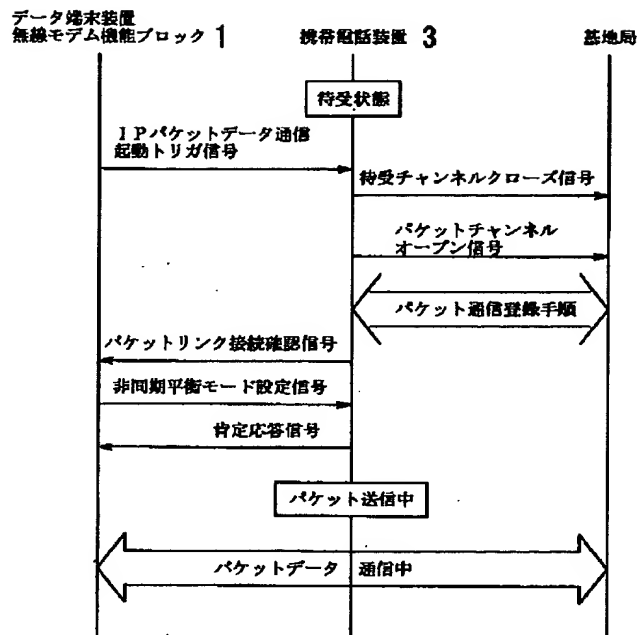 データ端末装置
無線モデム機能ブロック 1
携帯電話装置 3
基地局
待受状態
IPパケットデータ通信
起動トリガ信号
待受チャンネルクローズ信号
パケットチャンネル
オープン信号
パケット通信登録手順
パケットリンク接続確認信号
非同期平衡モード設定信号
肯定応答信号
パケット送信中
パケットデータ 通信中